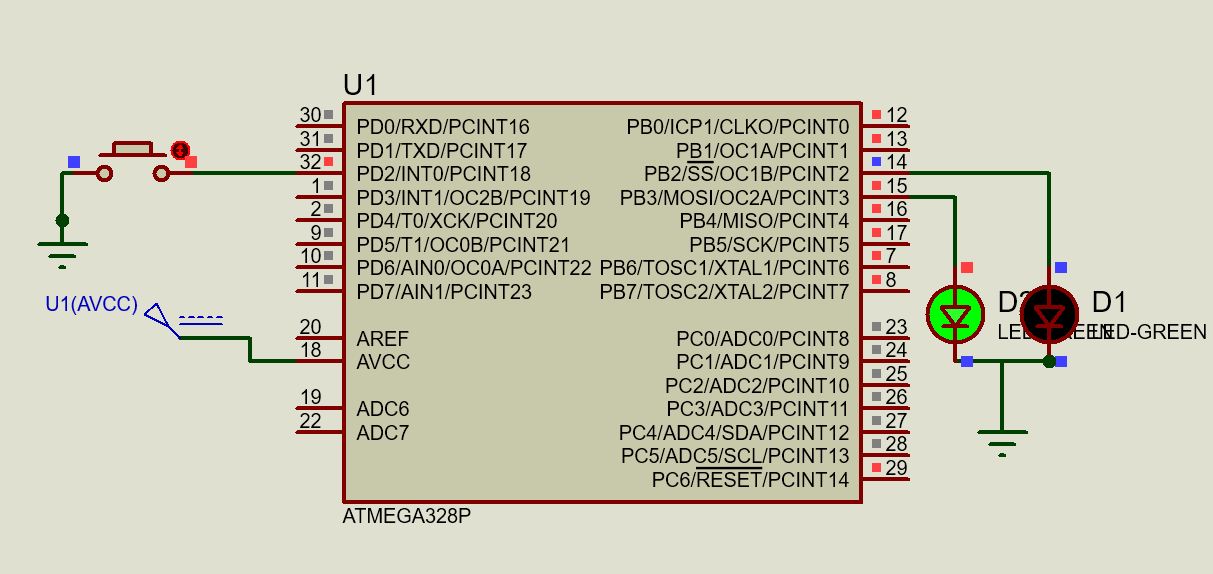 U1
30
PD0/RXD/PCINT16
31
PD1/TXD/PCINT17
32
PD2/INT0/PCINT18
1
PD3/INT1/OC2B/PCINT19
2
PD4/T0/XCK/PCINT20
9
PD5/T1/OC0B/PCINT21
10
PD6/AIN0/OC0A/PCINT22
11
PD7/AIN1/PCINT23
20
AREF
18
AVCC
19
ADC6
22
ADC7
PB0/ICP1/CLKO/PCINT0
12
PB1/OC1A/PCINT1
13
PB2/SS/OC1B/PCINT2
14
PB3/MOSI/OC2A/PCINT3
15
PB4/MISO/PCINT4
16
PB5/SCK/PCINT5
17
PB6/TOSC1/XTAL1/PCINT6
7
PB7/TOSC2/XTAL2/PCINT7
8
PC0/ADC0/PCINT8
23
PC1/ADC1/PCINT9
24
PC2/ADC2/PCINT10
25
PC3/ADC3/PCINT11
26
PC4/ADC4/SDA/PCINT12
27
PC5/ADC5/SCL/PCINT13
28
PC6/RESET/PCINT14
29
ATMEGA328P
U1(AVCC)
D1
LED-GREEN